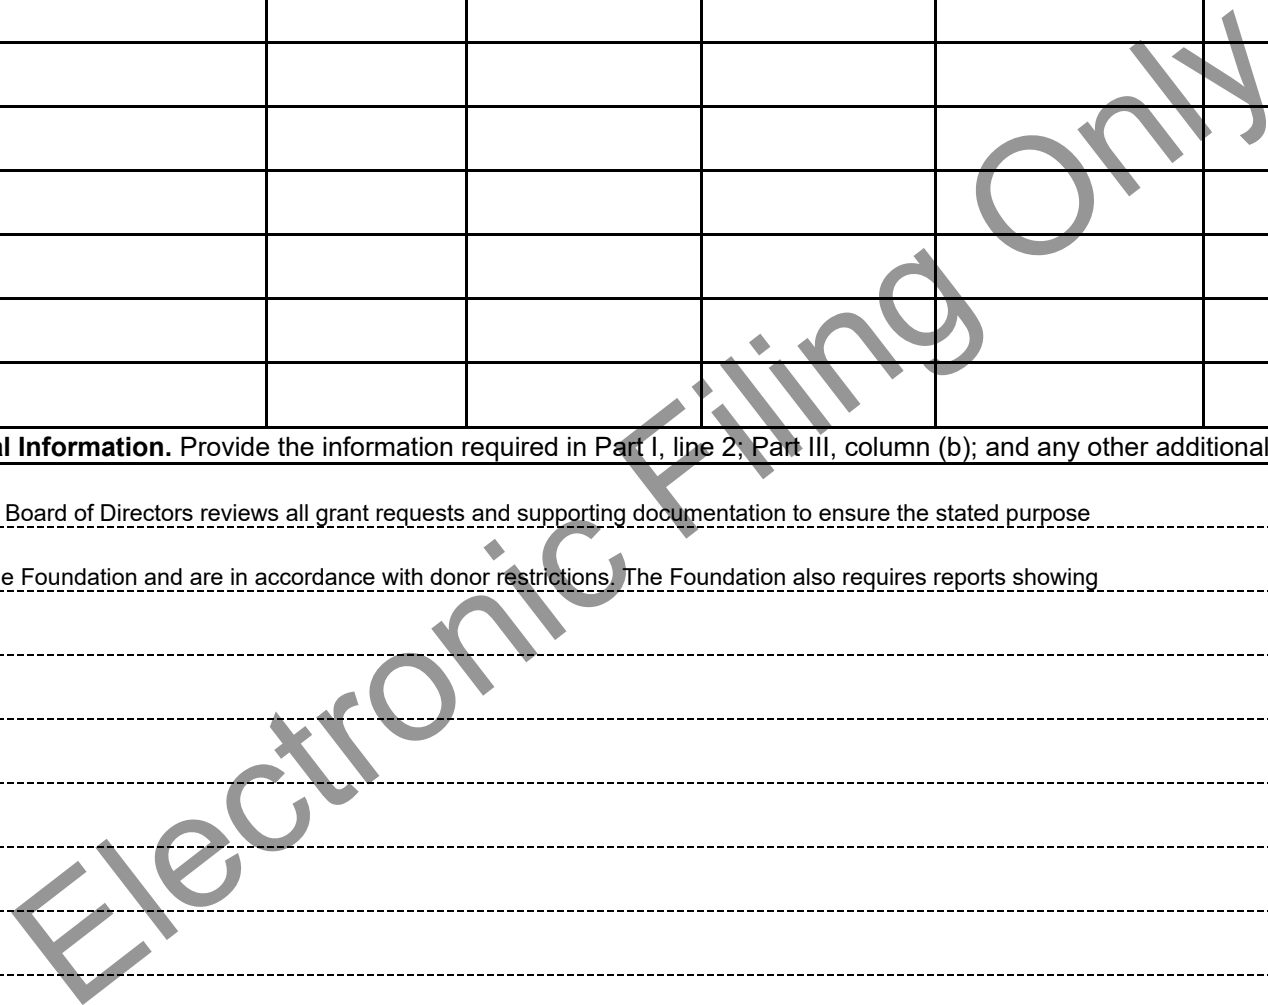 al Information. Provide the information required in Part I, line 2; Part III, column (b); and any other additional
Board of Directors reviews all grant requests and supporting documentation to ensure the stated purpose
e Foundation and are in accordance with donor restrictions. The Foundation also requires reports showing
Electronic Filing Only